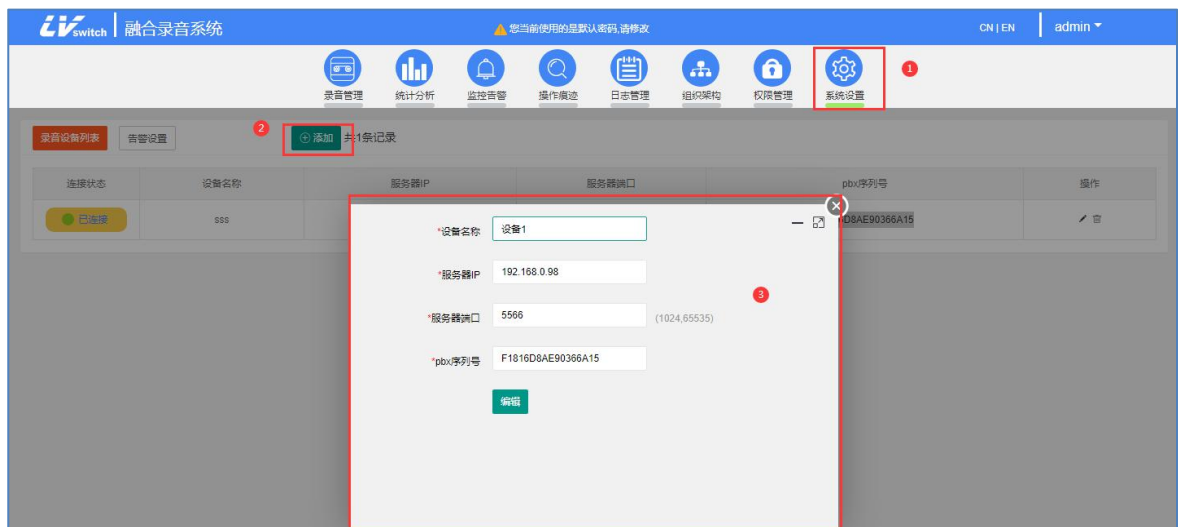 LVswitch 融合录音系统 您当前使用的是默认密码,请修改 CN | EN admin
录音管理 统计分析 监控告警 操作痕迹 日志管理 组织架构 权限管理 系统设置 1
录音设备列表 告警设置 2 添加 共1条记录
连接状态 设备名称 服务器IP 服务器端口 pbx序列号 操作
已连接 sss D8AE90366A15
*设备名称 设备1
*服务器IP 192.168.0.98
3
*服务器端口 5566 (1024,65535)
*pbx序列号 F1816D8AE90366A15
编辑